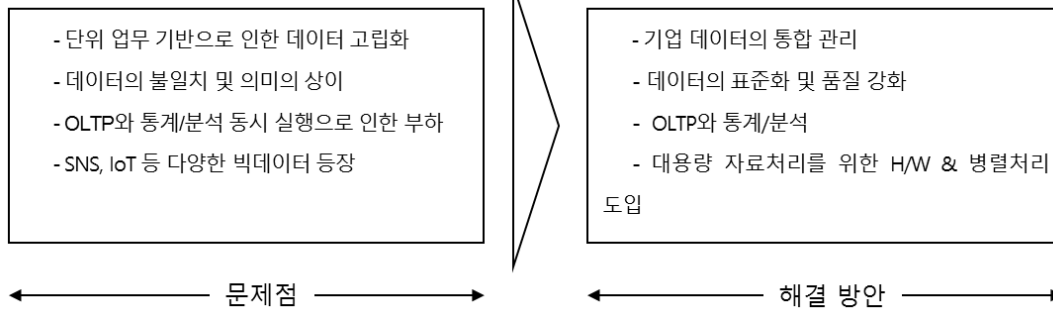 - 단위 업무 기반으로 인한 데이터 고립화
- 데이터의 불일치 및 의미의 상이
- OLTP와 통계/분석 동시 실행으로 인한 부하
- SNS, IoT 등 다양한 빅데이터 등장
- 기업 데이터의 통합 관리
- 데이터의 표준화 및 품질 강화
- OLTP와 통계/분석
- 대용량 자료처리를 위한 H/W & 병렬처리
도입
문제점
해결 방안